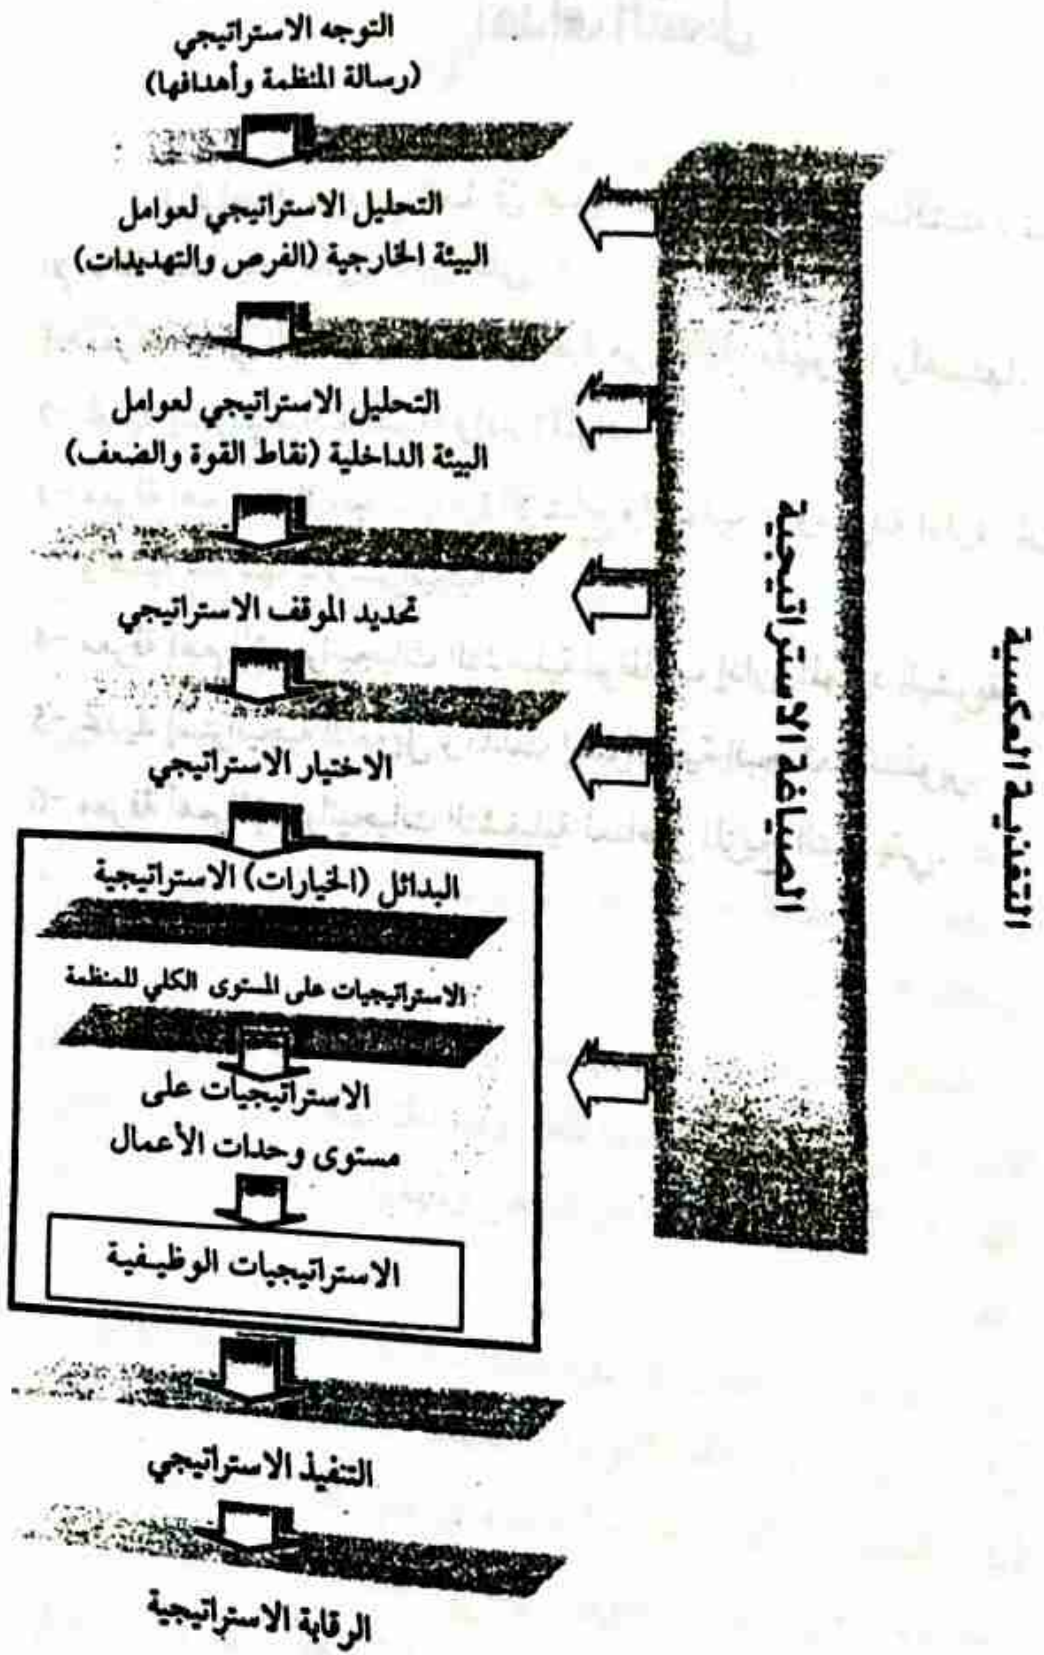 التوجه الاستراتيجي
(رسالة المنظمة وأهدافها)
التحليل الاستراتيجي لعوامل
البيئة الخارجية (الفرص والتهديدات)
التحليل الاستراتيجي لعوامل
البيئة الداخلية (نقاط القوة والضعف)
تحديد الموقف الاستراتيجي
الاختيار الاستراتيجي
البدائل (الخيارات) الاستراتيجية
الاستراتيجيات على المستوى الكلي للمنظمة
الاستراتيجيات على
مستوى وحدات الأعمال
الاستراتيجيات الوظيفية
التنفيذ الاستراتيجي
الرقابة الاستراتيجية
الصياغة الاستراتيجية
التغذية العكسية